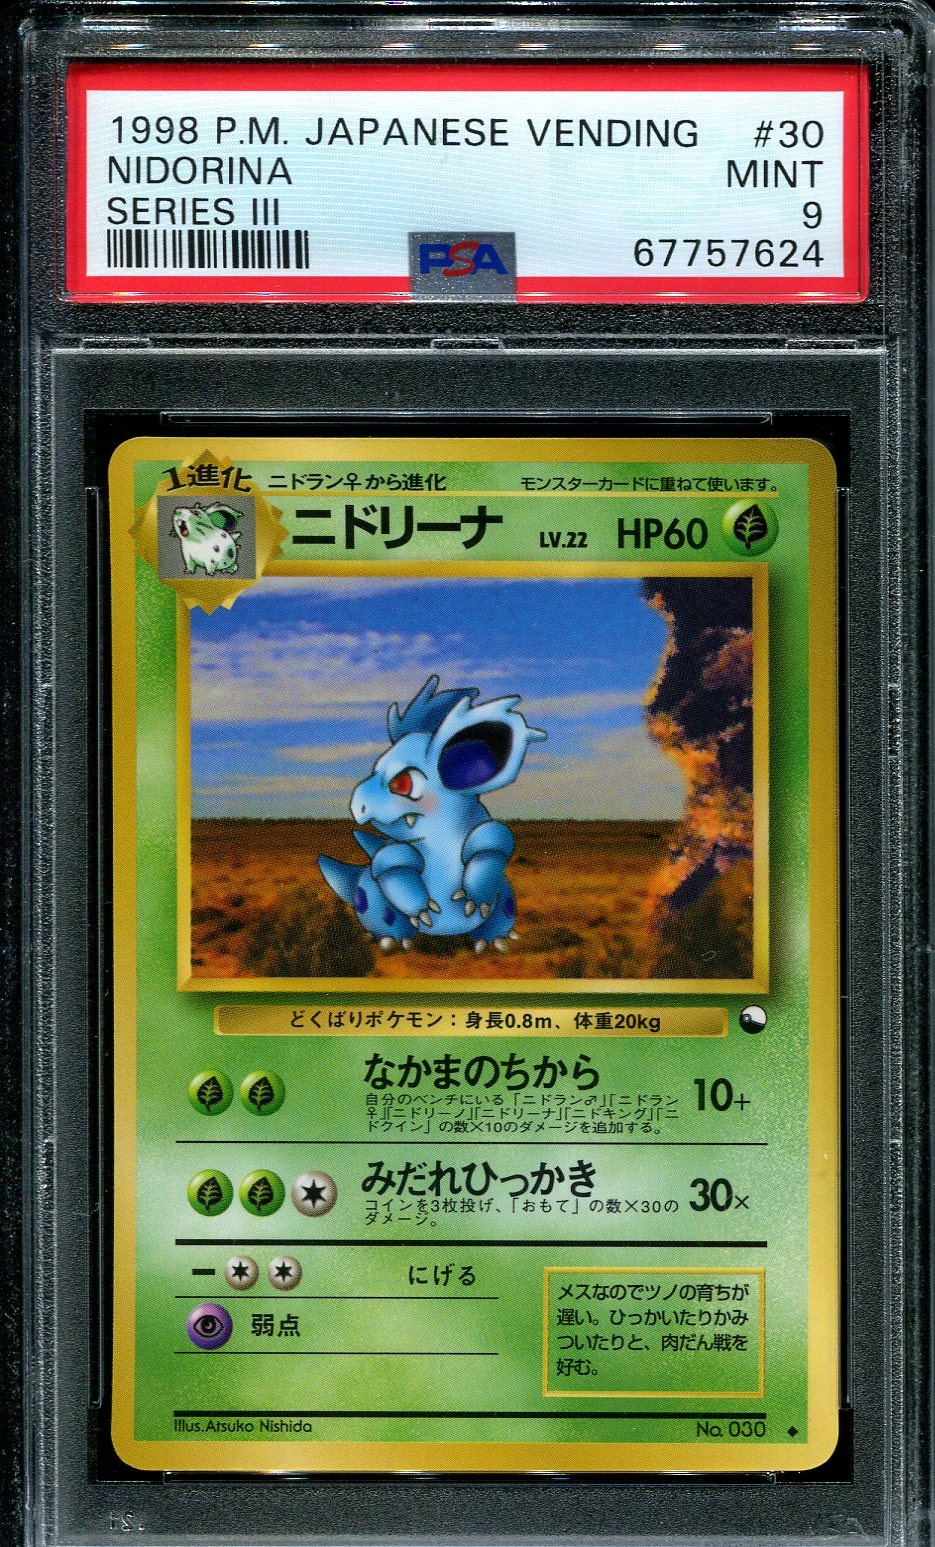 1998 P.M. JAPANESE VENDING #30
NIDORINA MINT
SERIES III 9
PSA 67757624
1進化 ニドラン♀から進化 モンスターカードに重ねて使います。
ニドリーナ LV.22 HP60
どくばりポケモン：身長0.8m、体重20kg
なかまのちから 10+
自分のベンチにいる「ニドラン♂」「ニドラン
♀」「ニドリーノ」「ニドリーナ」「ニドキング」「ニ
ドクイン」の数×10のダメージを追加する。
みだれひっかき 30×
コインを3枚投げ、「おもて」の数×30の
ダメージ。
ー にげる
弱点
メスなのでツノの育ちが
遅い。ひっかいたりかみ
ついたりと、肉だん戦を
好む。
Illus.Atsuko Nishida No. 030